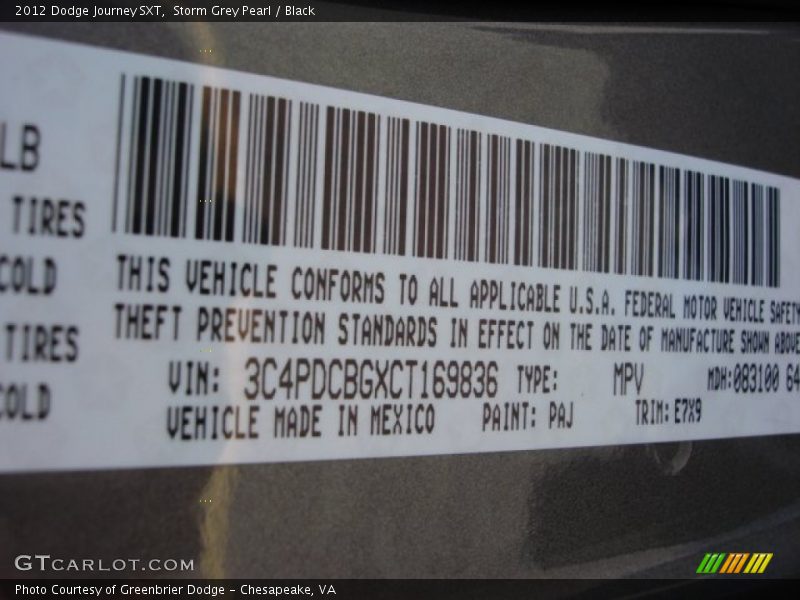 2012 Dodge Journey SXT,  Storm Grey Pearl / Black
LB
TIRES
COLD
TIRES
COLD
THIS VEHICLE CONFORMS TO ALL APPLICABLE U.S.A. FEDERAL MOTOR VEHICLE SAFETY
THEFT PREVENTION STANDARDS IN EFFECT ON THE DATE OF MANUFACTURE SHOWN ABOVE
VIN: 3C4PDCBGXCT169836 TYPE: MPV MDH:083100 64
VEHICLE MADE IN MEXICO PAINT: PAJ TRIM: E7X9
GTCARLOT.COM
Photo Courtesy of Greenbrier Dodge - Chesapeake, VA